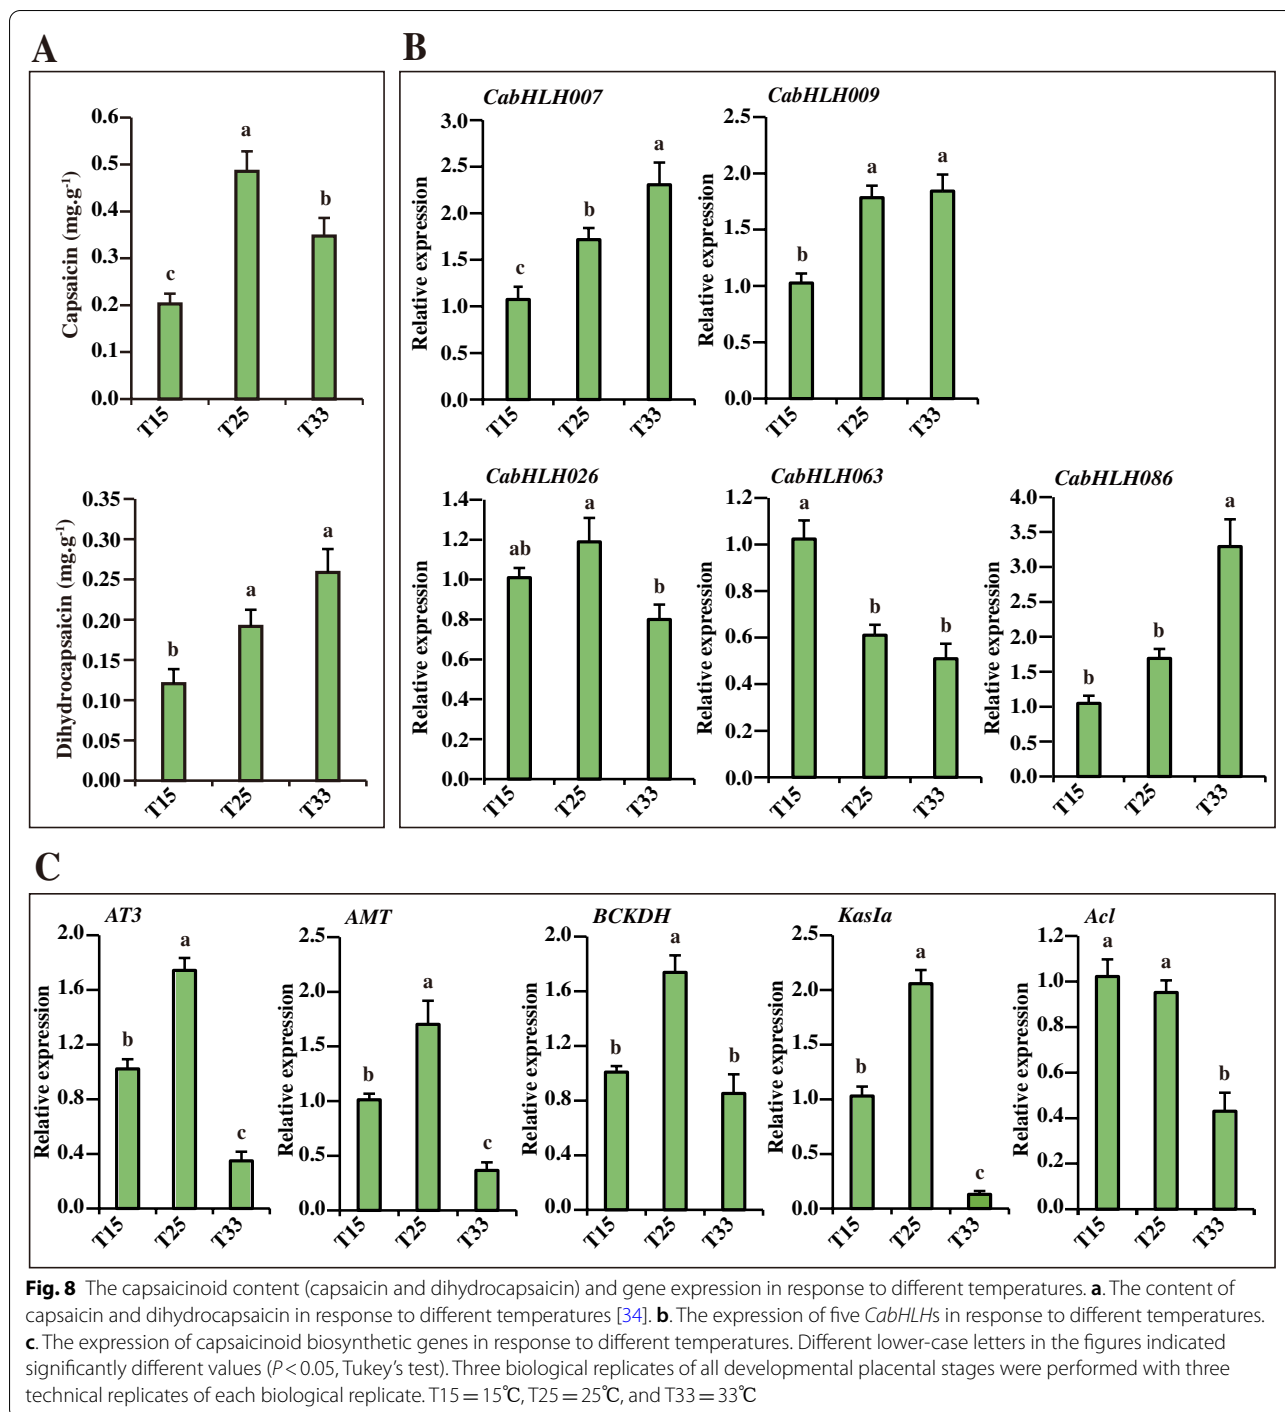 A
B
Capsaicin (mg.g-1)
0.6
0.5
0.4
0.3
0.2
0.1
0.0
c
a
b
T15
T25
T33
Dihydrocapsaicin (mg.g-1)
0.35
0.30
0.25
0.20
0.15
0.10
0.05
0.00
b
a
a
T15
T25
T33
CabHLH007
Relative expression
3.0
2.5
2.0
1.5
1.0
0.5
0.0
c
b
a
T15
T25
T33
CabHLH009
Relative expression
2.5
2.0
1.5
1.0
0.5
0.0
b
a
a
T15
T25
T33
CabHLH026
Relative expression
1.4
1.2
1.0
0.8
0.6
0.4
0.2
0.0
ab
a
b
T15
T25
T33
CabHLH063
Relative expression
1.2
1.0
0.8
0.6
0.4
0.2
0.0
a
b
b
T15
T25
T33
CabHLH086
Relative expression
4.0
3.5
3.0
2.5
2.0
1.5
1.0
0.5
0.0
b
b
a
T15
T25
T33
C
AT3
Relative expression
2.0
1.6
1.2
0.8
0.4
0.0
b
a
c
T15
T25
T33
AMT
Relative expression
2.5
2.0
1.5
1.0
0.5
0.0
b
a
c
T15
T25
T33
BCKDH
Relative expression
2.0
1.6
1.2
0.8
0.4
0.0
b
a
b
T15
T25
T33
KasIa
Relative expression
2.5
2.0
1.5
1.0
0.5
0.0
b
a
c
T15
T25
T33
Acl
Relative expression
1.2
1.0
0.8
0.6
0.4
0.2
0.0
a
a
b
T15
T25
T33
Fig. 8 The capsaicinoid content (capsaicin and dihydrocapsaicin) and gene expression in response to different temperatures. a. The content of
capsaicin and dihydrocapsaicin in response to different temperatures [34]. b. The expression of five CabHLHs in response to different temperatures.
c. The expression of capsaicinoid biosynthetic genes in response to different temperatures. Different lower-case letters in the figures indicated
significantly different values (P < 0.05, Tukey's test). Three biological replicates of all developmental placental stages were performed with three
technical replicates of each biological replicate. T15 = 15℃, T25 = 25℃, and T33 = 33℃